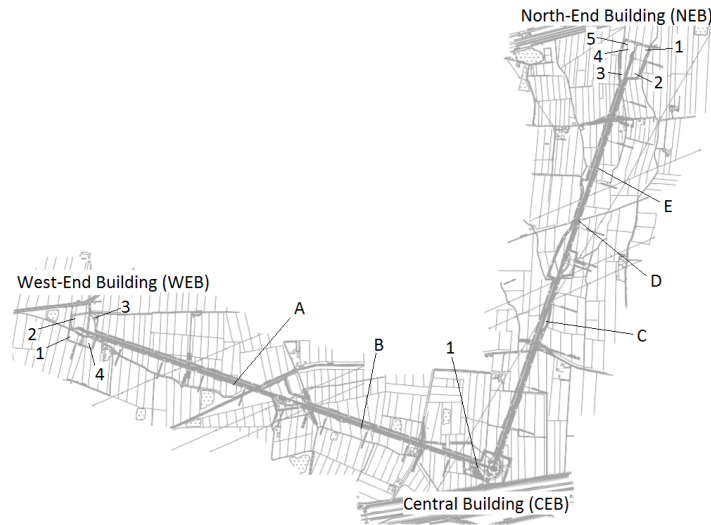 North-End Building (NEB)
5
1
4
3
2
E
D
West-End Building (WEB)
A
3
2
C
1
B
1
4
Central Building (CEB)